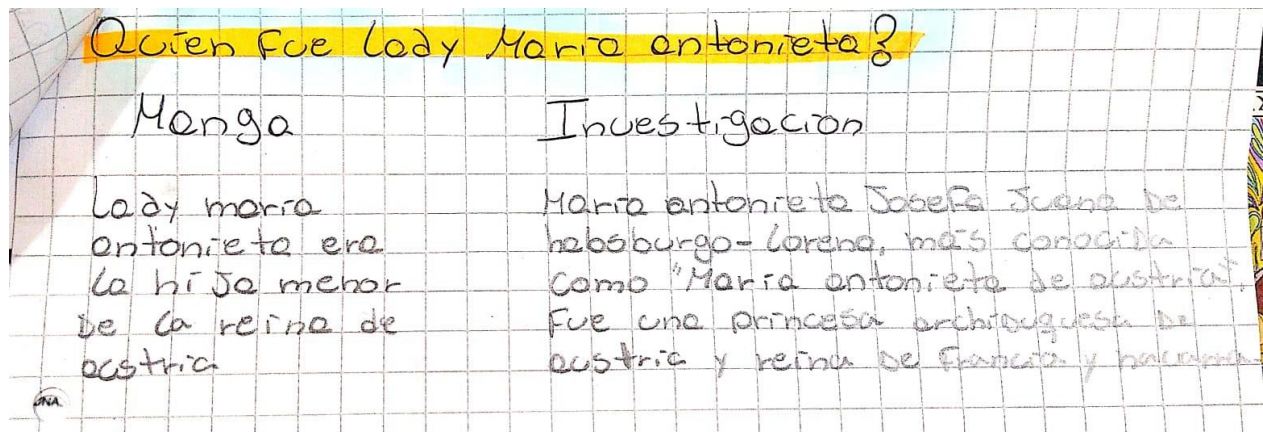 Quien fue lady Maria antonieta?
Manga
Investigacion
lady maria
antonieta era
la hija menor
de la reina de
austria
Maria antonieta Josefa Juana de
habsburgo-lorena, más conocida
como "Maria antonieta de austria".
Fue una princesa archiduquesa de
austria y reina de Francia y navarra
JNA